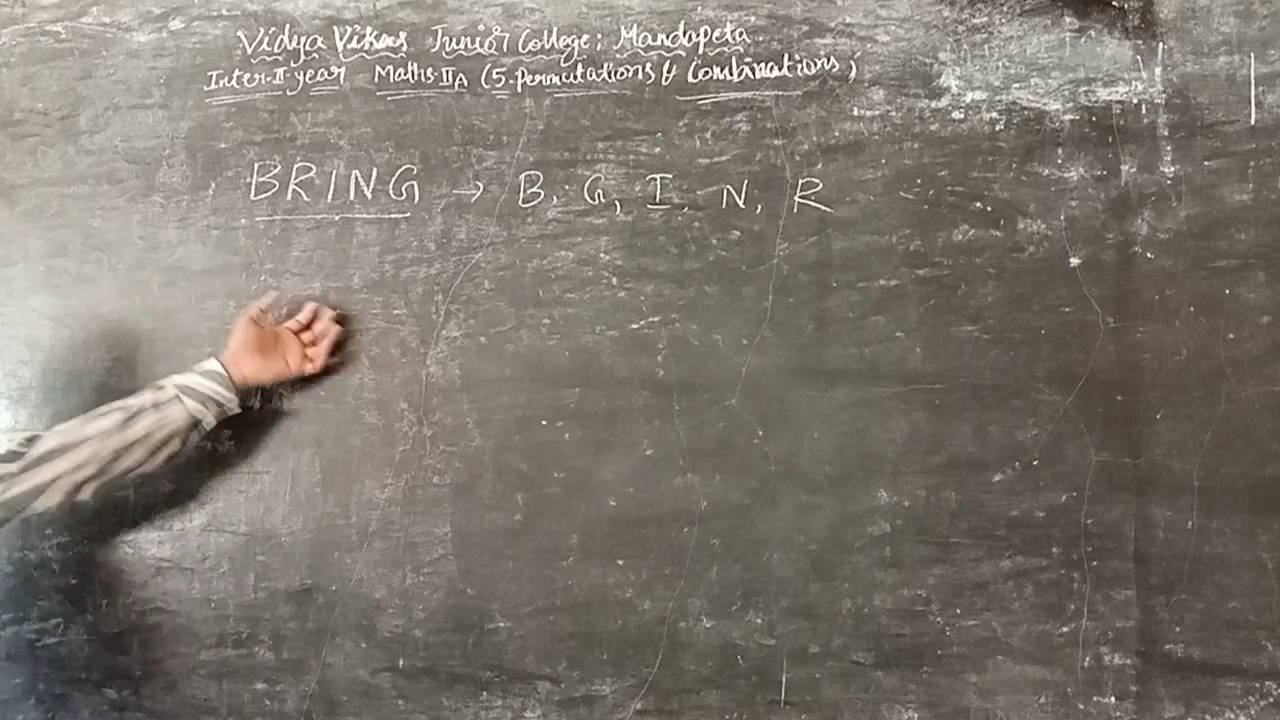 Vidya Vikas Junior College; Mandapeta.
Inter-II year Maths-IIA (5. Permutations & Combinations)
BRING → B, G, I, N, R